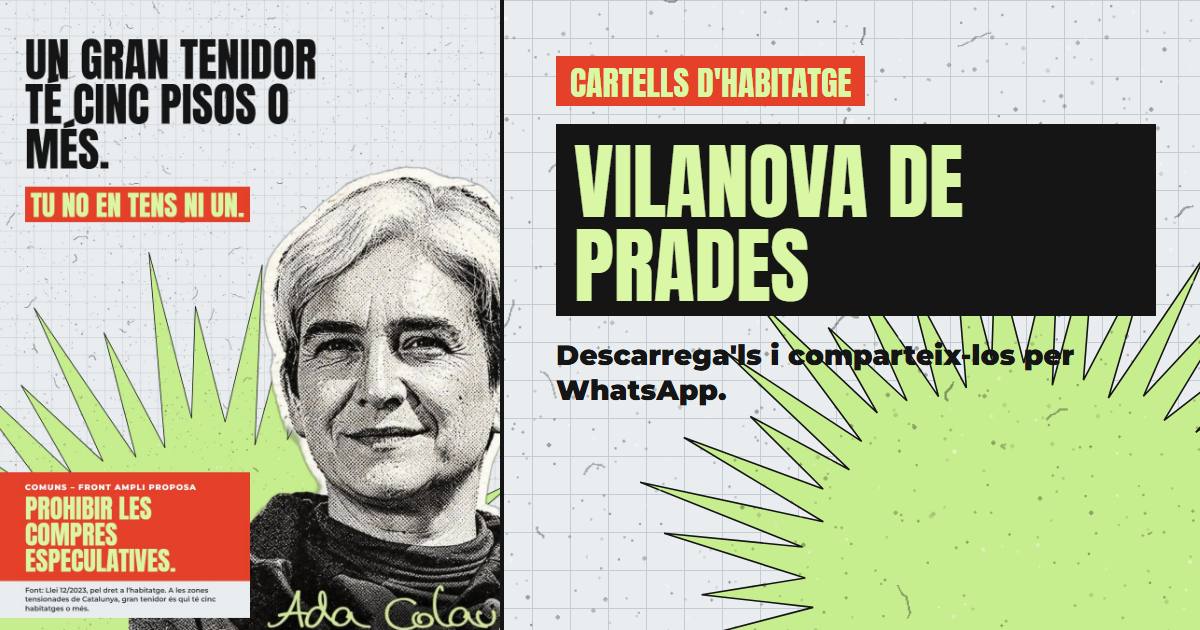 UN GRAN TENIDOR
TÉ CINC PISOS O
MÉS.
TU NO EN TENS NI UN.
COMUNS – FRONT AMPLI PROPOSA
PROHIBIR LES
COMPRES
ESPECULATIVES.
Font: Llei 12/2023, pel dret a l'habitatge. A les zones
tensionades de Catalunya, gran tenidor és qui té cinc
habitatges o més.
Ada Colau
CARTELLS D'HABITATGE
VILANOVA DE
PRADES
Descarrega'ls i comparteix-los per
WhatsApp.